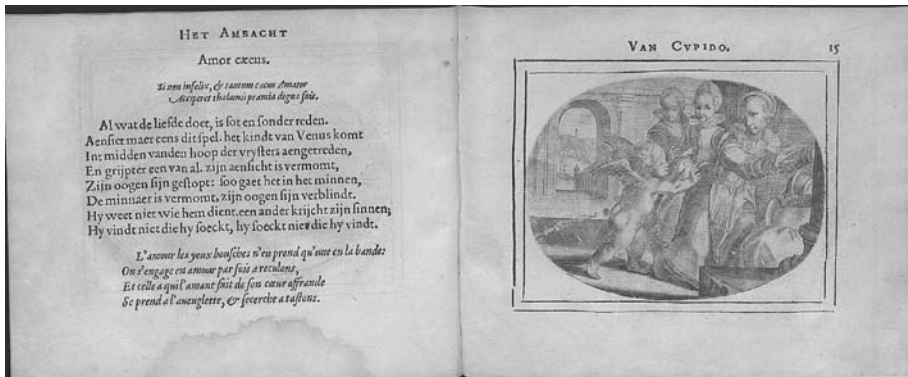 HET AMBACHT
Amor cæcus.
Si non infelix, & tantum cæcus Amator
Acciperet thalami præmia digna suis.
Al wat de liefde doet, is sot en sonder reden.
Aensiet maer eens dit spel. het kindt van Venus komt
Int midden vanden hoop der vrysters aengetreden,
En grijpter een van al. zijn aensicht is vermomt,
Zijn oogen sijn gestopt: soo gaet het in het minnen,
De minnaer is vermomt, zijn oogen sijn verblindt.
Hy weet niet wie hem dient. een ander krijcht zijn sinnen;
Hy vindt niet die hy soeckt, hy soeckt niet die hy vindt.
L'amour les yeux bousches n'en prend qu'une en la bande:
On s'engage en amour par fois a reculons,
Et celle a qui l'amant fait de son cœur offrande
Se prend a l'aueuglette, & se cerche a tastons.
VAN CVPIDO.
15